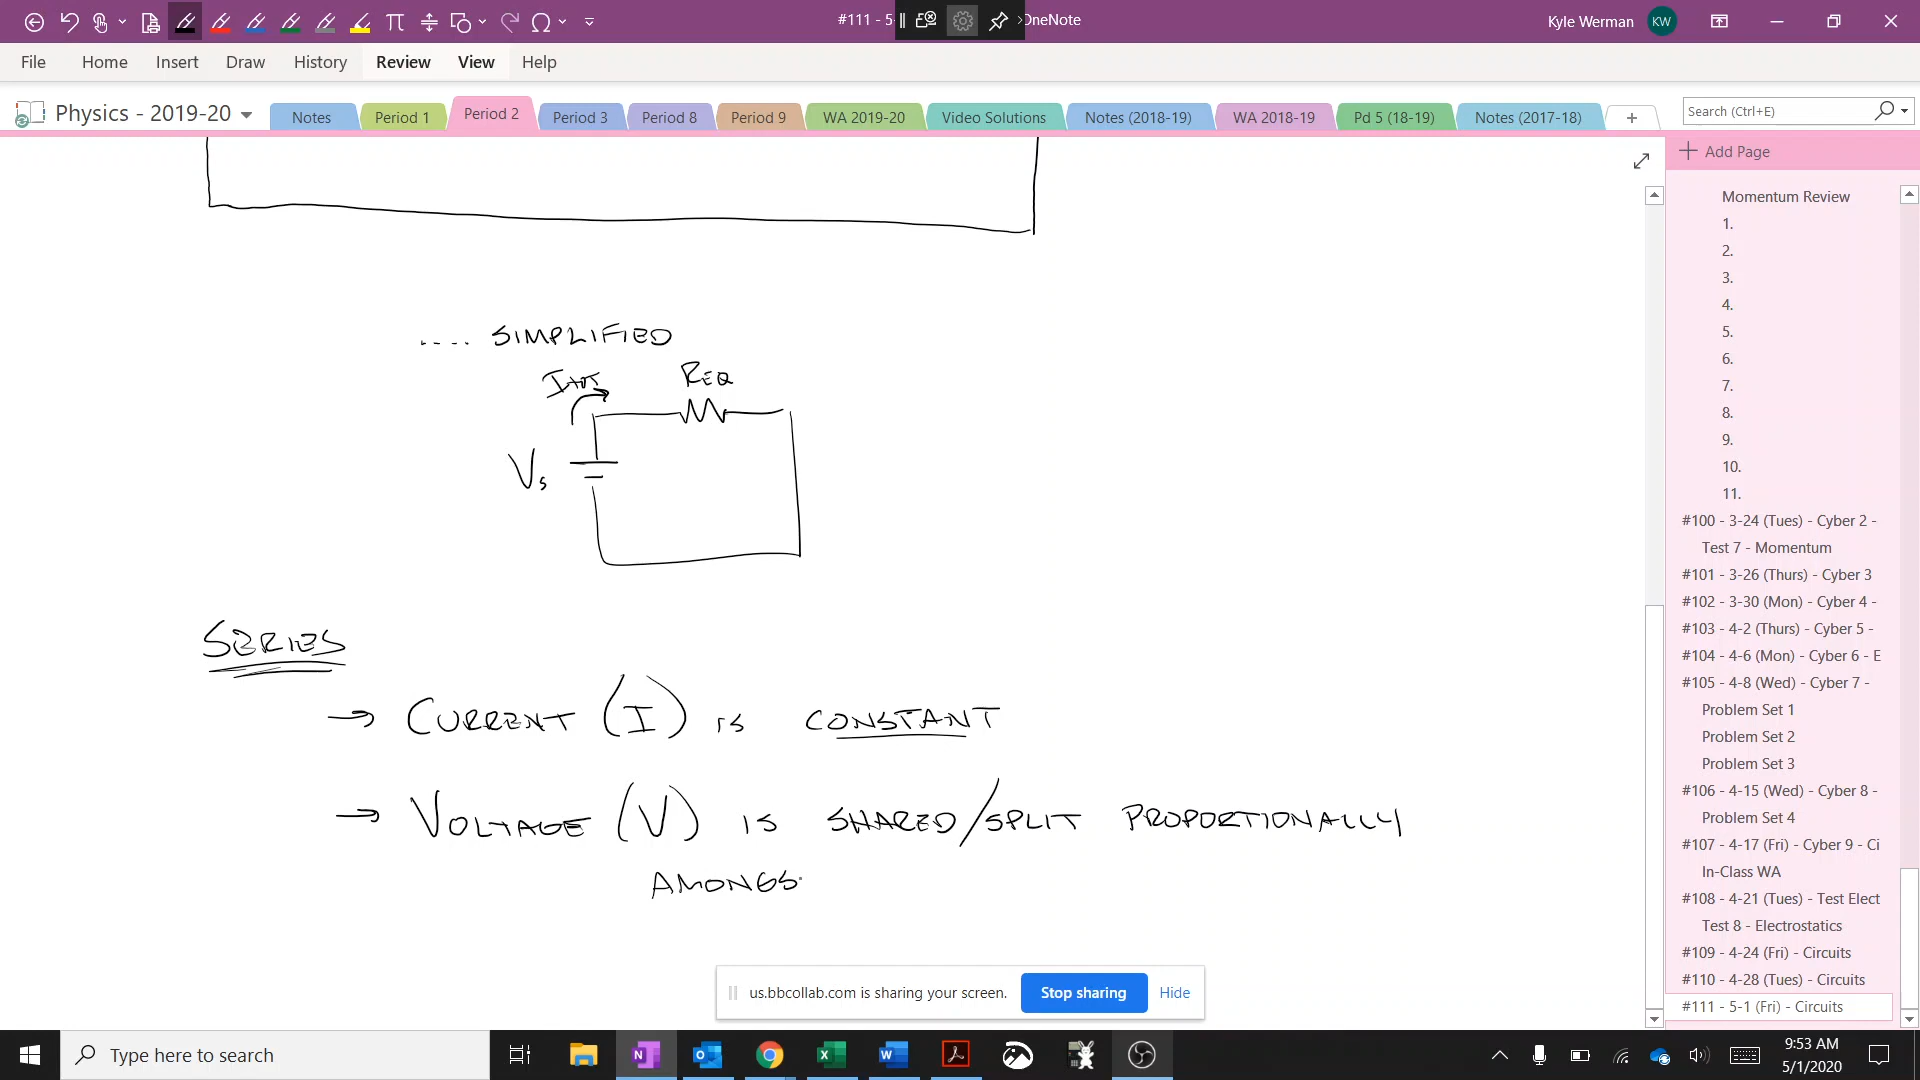 #111 - 5-
OneNote
Kyle Werman
KW
File Home Insert Draw History Review View Help
Physics - 2019-20
Notes Period 1 Period 2 Period 3 Period 8 Period 9 WA 2019-20 Video Solutions Notes (2018-19) WA 2018-19 Pd 5 (18-19) Notes (2017-18) +
Search (Ctrl+E)
.... SIMPLIFIED
REQ
Vs
SERIES
→ CURRENT (I) IS CONSTANT
→ VOLTAGE (V) IS SHARED/SPLIT PROPORTIONALLY
AMONGS
Add Page
Momentum Review
1.
2.
3.
4.
5.
6.
7.
8.
9.
10.
11.
#100 - 3-24 (Tues) - Cyber 2 -
Test 7 - Momentum
#101 - 3-26 (Thurs) - Cyber 3
#102 - 3-30 (Mon) - Cyber 4 -
#103 - 4-2 (Thurs) - Cyber 5 -
#104 - 4-6 (Mon) - Cyber 6 - E
#105 - 4-8 (Wed) - Cyber 7 -
Problem Set 1
Problem Set 2
Problem Set 3
#106 - 4-15 (Wed) - Cyber 8 -
Problem Set 4
#107 - 4-17 (Fri) - Cyber 9 - Ci
In-Class WA
#108 - 4-21 (Tues) - Test Elect
Test 8 - Electrostatics
#109 - 4-24 (Fri) - Circuits
#110 - 4-28 (Tues) - Circuits
#111 - 5-1 (Fri) - Circuits
us.bbcollab.com is sharing your screen. Stop sharing Hide
Type here to search
9:53 AM
5/1/2020